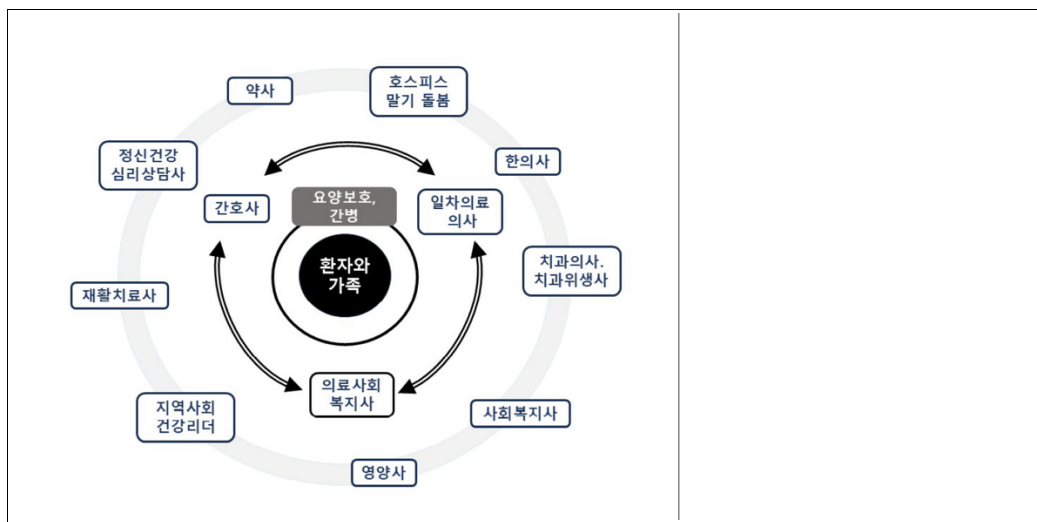 약사
호스피스
말기 돌봄
정신건강
심리상담사
한의사
간호사
요양보호,
간병
일차의료
의사
환자와
가족
치과의사.
치과위생사
재활치료사
의료사회
복지사
지역사회
건강리더
사회복지사
영양사